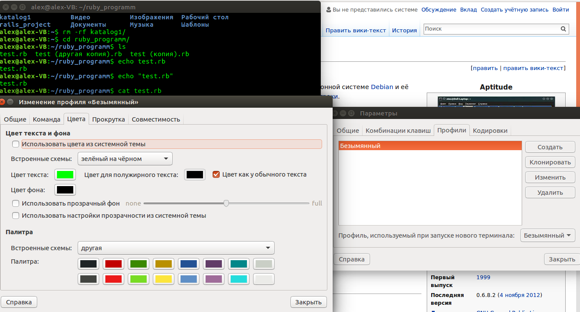 alex@alex-VB: ~/ruby_programm
katalog1 Видео Изображения Рабочий стол
rails_project Документы Музыка Шаблоны
alex@alex-VB:~$ rm -rf katalog1/
alex@alex-VB:~$ cd ruby_programm/
alex@alex-VB:~/ruby_programm$ ls
test.rb test (другая копия).rb test (копия).rb
alex@alex-VB:~/ruby_programm$ echo test.rb
test.rb
alex@alex-VB:~/ruby_programm$ echo "test.rb"
test.rb
alex@alex-VB:~/ruby_programm$ cat test.rb
Вы не представились системе Обсуждение Вклад Создать учётную запись Войти
Править вики-текст История Поиск
[править | править вики-текст]
онной системе Debian и её
Aptitude
Изменение профиля «Безымянный»
Общие Команда Цвета Прокрутка Совместимость
Цвет текста и фона
Использовать цвета из системной темы
Встроенные схемы: зелёный на чёрном
Цвет текста: Цвет для полужирного текста: Цвет как у обычного текста
Цвет фона:
Использовать прозрачный фон none full
Использовать настройки прозрачности из системной темы
Палитра
Встроенные схемы: другая
Палитра:
Справка Закрыть
Параметры
Общие Комбинации клавиш Профили Кодировки
Безымянный
Создать
Клонировать
Изменить
Удалить
Профиль, используемый при запуске нового терминала: Безымянный
Справка Закрыть
Первый выпуск 1999
Последняя версия 0.6.8.2 (4 ноября 2012)